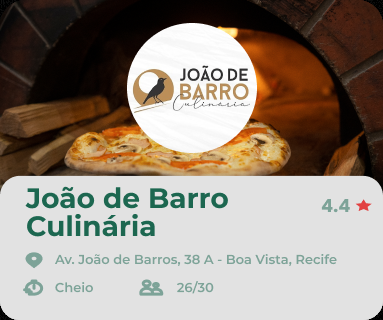 JOÃO DE
BARRO
Culinária
João de Barro
Culinária
4.4
Av. João de Barros, 38 A - Boa Vista, Recife
Cheio
26/30